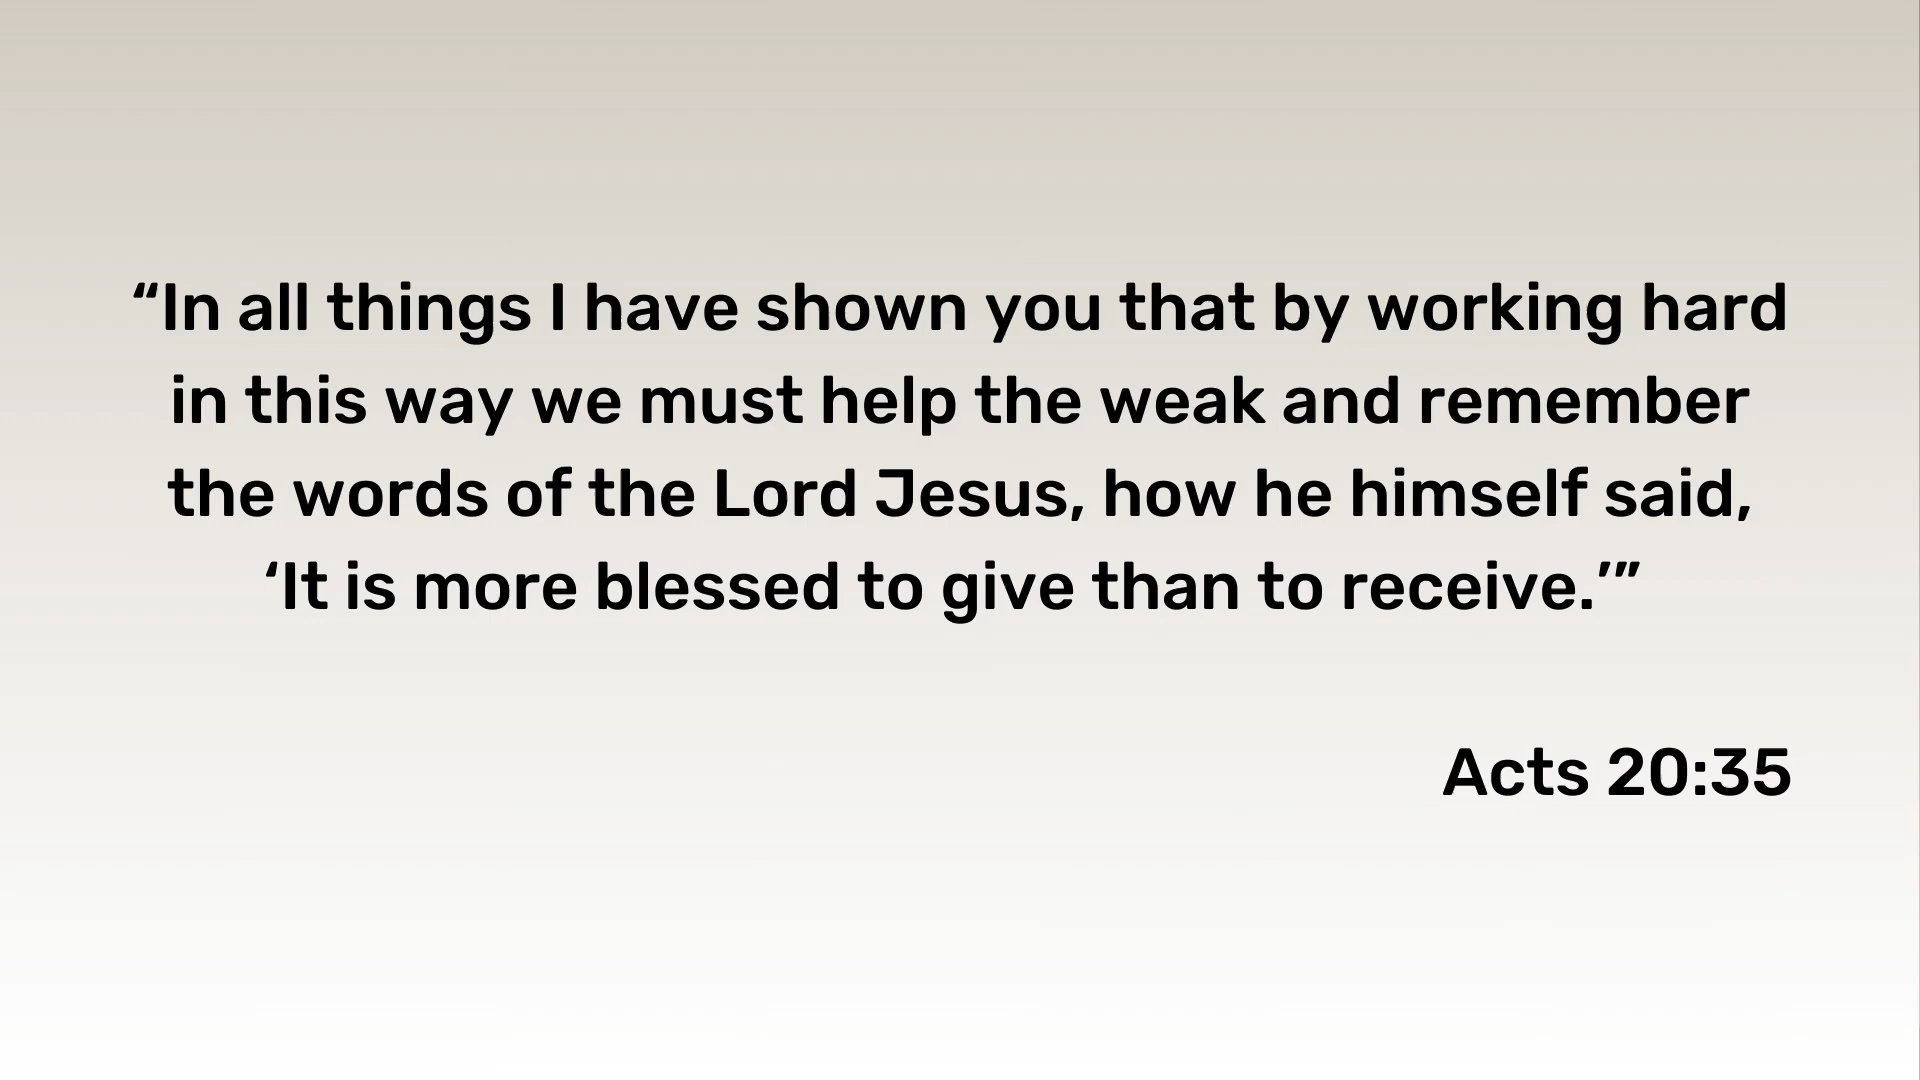 “In all things I have shown you that by working hard
in this way we must help the weak and remember
the words of the Lord Jesus, how he himself said,
‘It is more blessed to give than to receive.’”
Acts 20:35